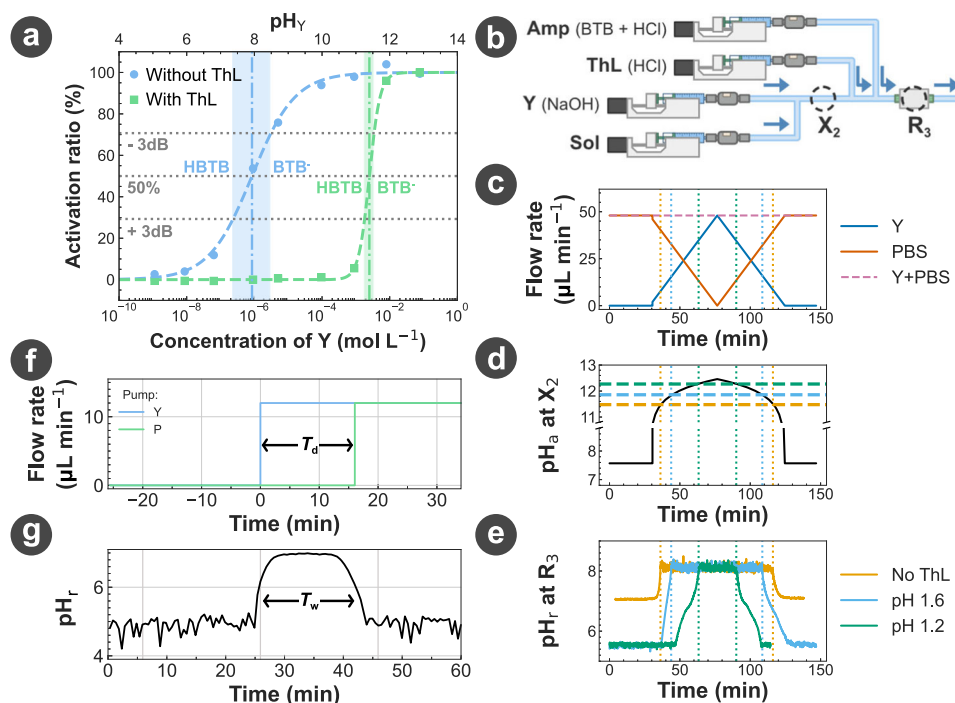 a
pH_Y
4 6 8 10 12 14
Activation ratio (%)
100
80
60
40
20
0
Without ThL
With ThL
- 3dB
HBTB BTB⁻
50%
HBTB BTB⁻
+ 3dB
10⁻¹⁰ 10⁻⁸ 10⁻⁶ 10⁻⁴ 10⁻² 10⁰
Concentration of Y (mol L⁻¹)
b
Amp (BTB + HCl)
ThL (HCl)
Y (NaOH)
Sol
X₂
R₃
c
Flow rate
(µL min⁻¹)
50
25
0
0 50 100 150
Time (min)
Y
PBS
Y+PBS
d
pHₐ at X₂
13
12
11
8
7
0 50 100 150
Time (min)
e
pHᵣ at R₃
8
6
0 50 100 150
Time (min)
No ThL
pH 1.6
pH 1.2
f
Flow rate
(µL min⁻¹)
10
0
Pump:
Y
P
T_d
−20 −10 0 10 20 30
Time (min)
g
pHᵣ
6
4
T_w
0 10 20 30 40 50 60
Time (min)